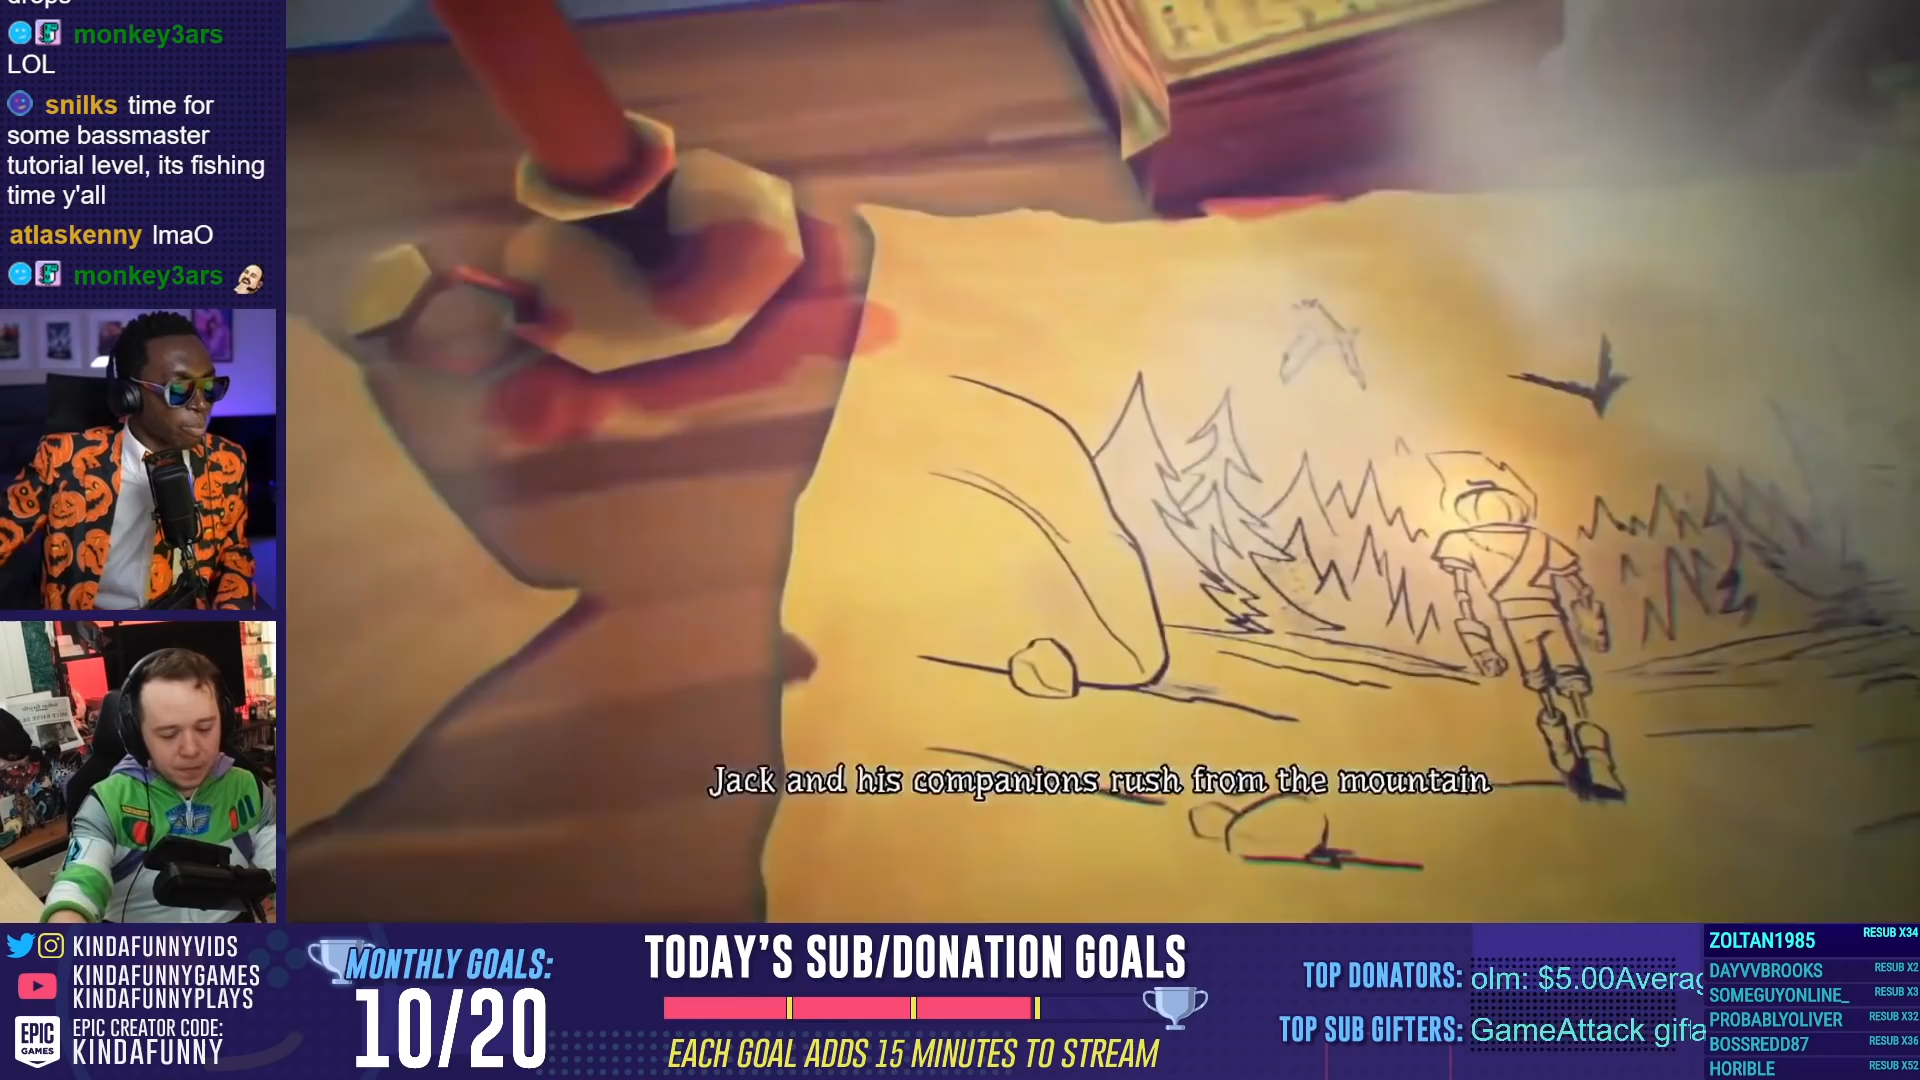 drops
monkey3ars
LOL
snilks time for
some bassmaster
tutorial level, its fishing
time y'all
atlaskenny lmaO
monkey3ars
Jack and his companions rush from the mountain
KINDAFUNNYVIDS
KINDAFUNNYGAMES
KINDAFUNNYPLAYS
EPIC GAMES
EPIC CREATOR CODE:
KINDAFUNNY
MONTHLY GOALS:
10/20
TODAY'S SUB/DONATION GOALS
EACH GOAL ADDS 15 MINUTES TO STREAM
TOP DONATORS: olm: $5.00Averag
TOP SUB GIFTERS: GameAttack gifta
ZOLTAN1985 RESUB X34
DAYVVBROOKS RESUB X2
SOMEGUYONLINE_ RESUB X3
PROBABLYOLIVER RESUB X32
BOSSREDD87 RESUB X36
HORIBLE RESUB X52